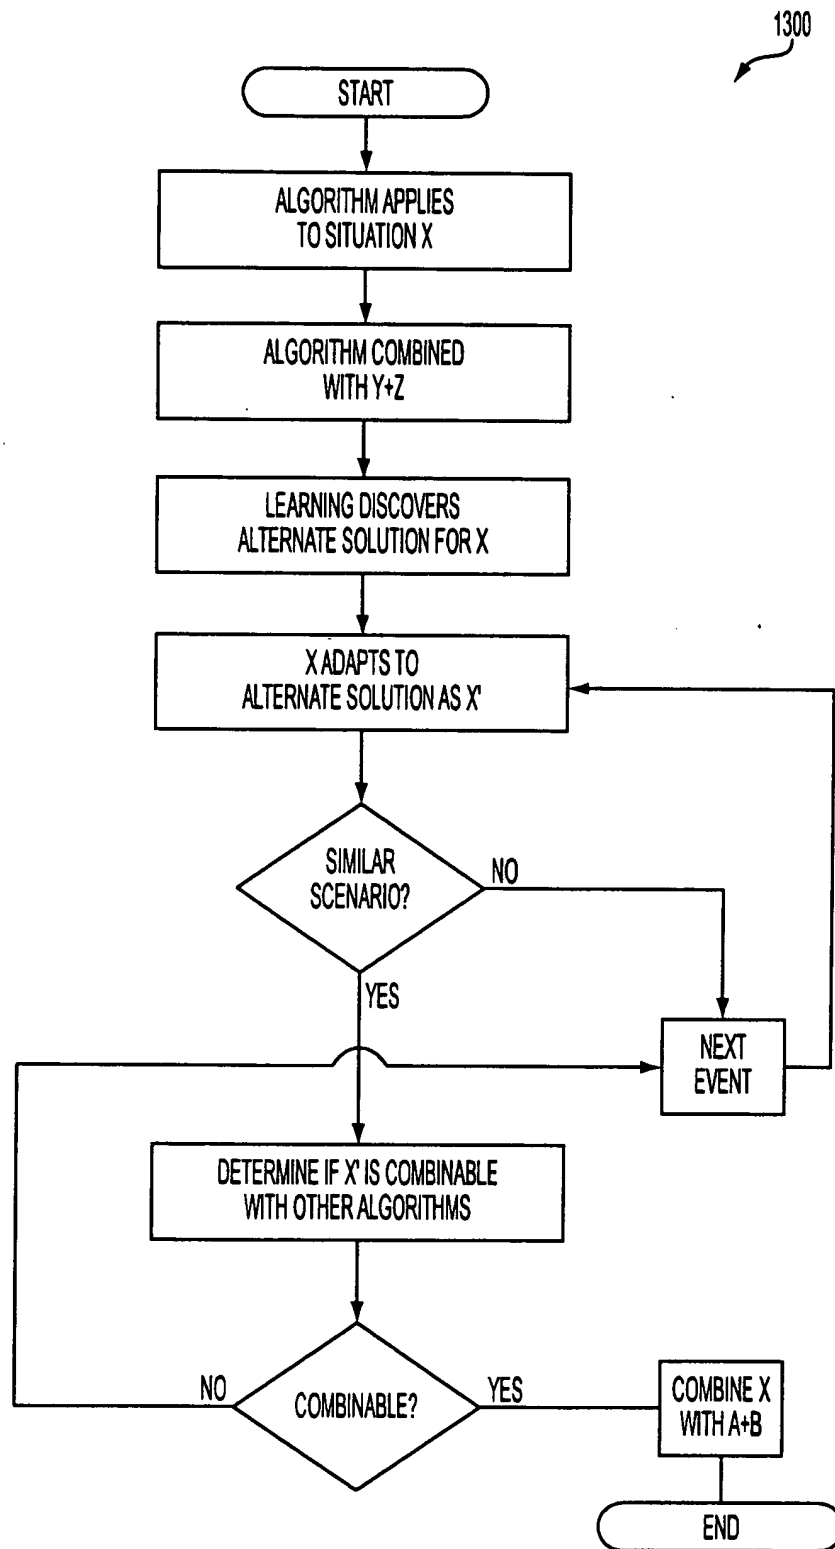 1300
START
ALGORITHM APPLIES
TO SITUATION X
ALGORITHM COMBINED
WITH Y+Z
LEARNING DISCOVERS
ALTERNATE SOLUTION FOR X
X ADAPTS TO
ALTERNATE SOLUTION AS X'
SIMILAR
SCENARIO?
NO
YES
NEXT
EVENT
DETERMINE IF X' IS COMBINABLE
WITH OTHER ALGORITHMS
NO
COMBINABLE?
YES
COMBINE X
WITH A+B
END